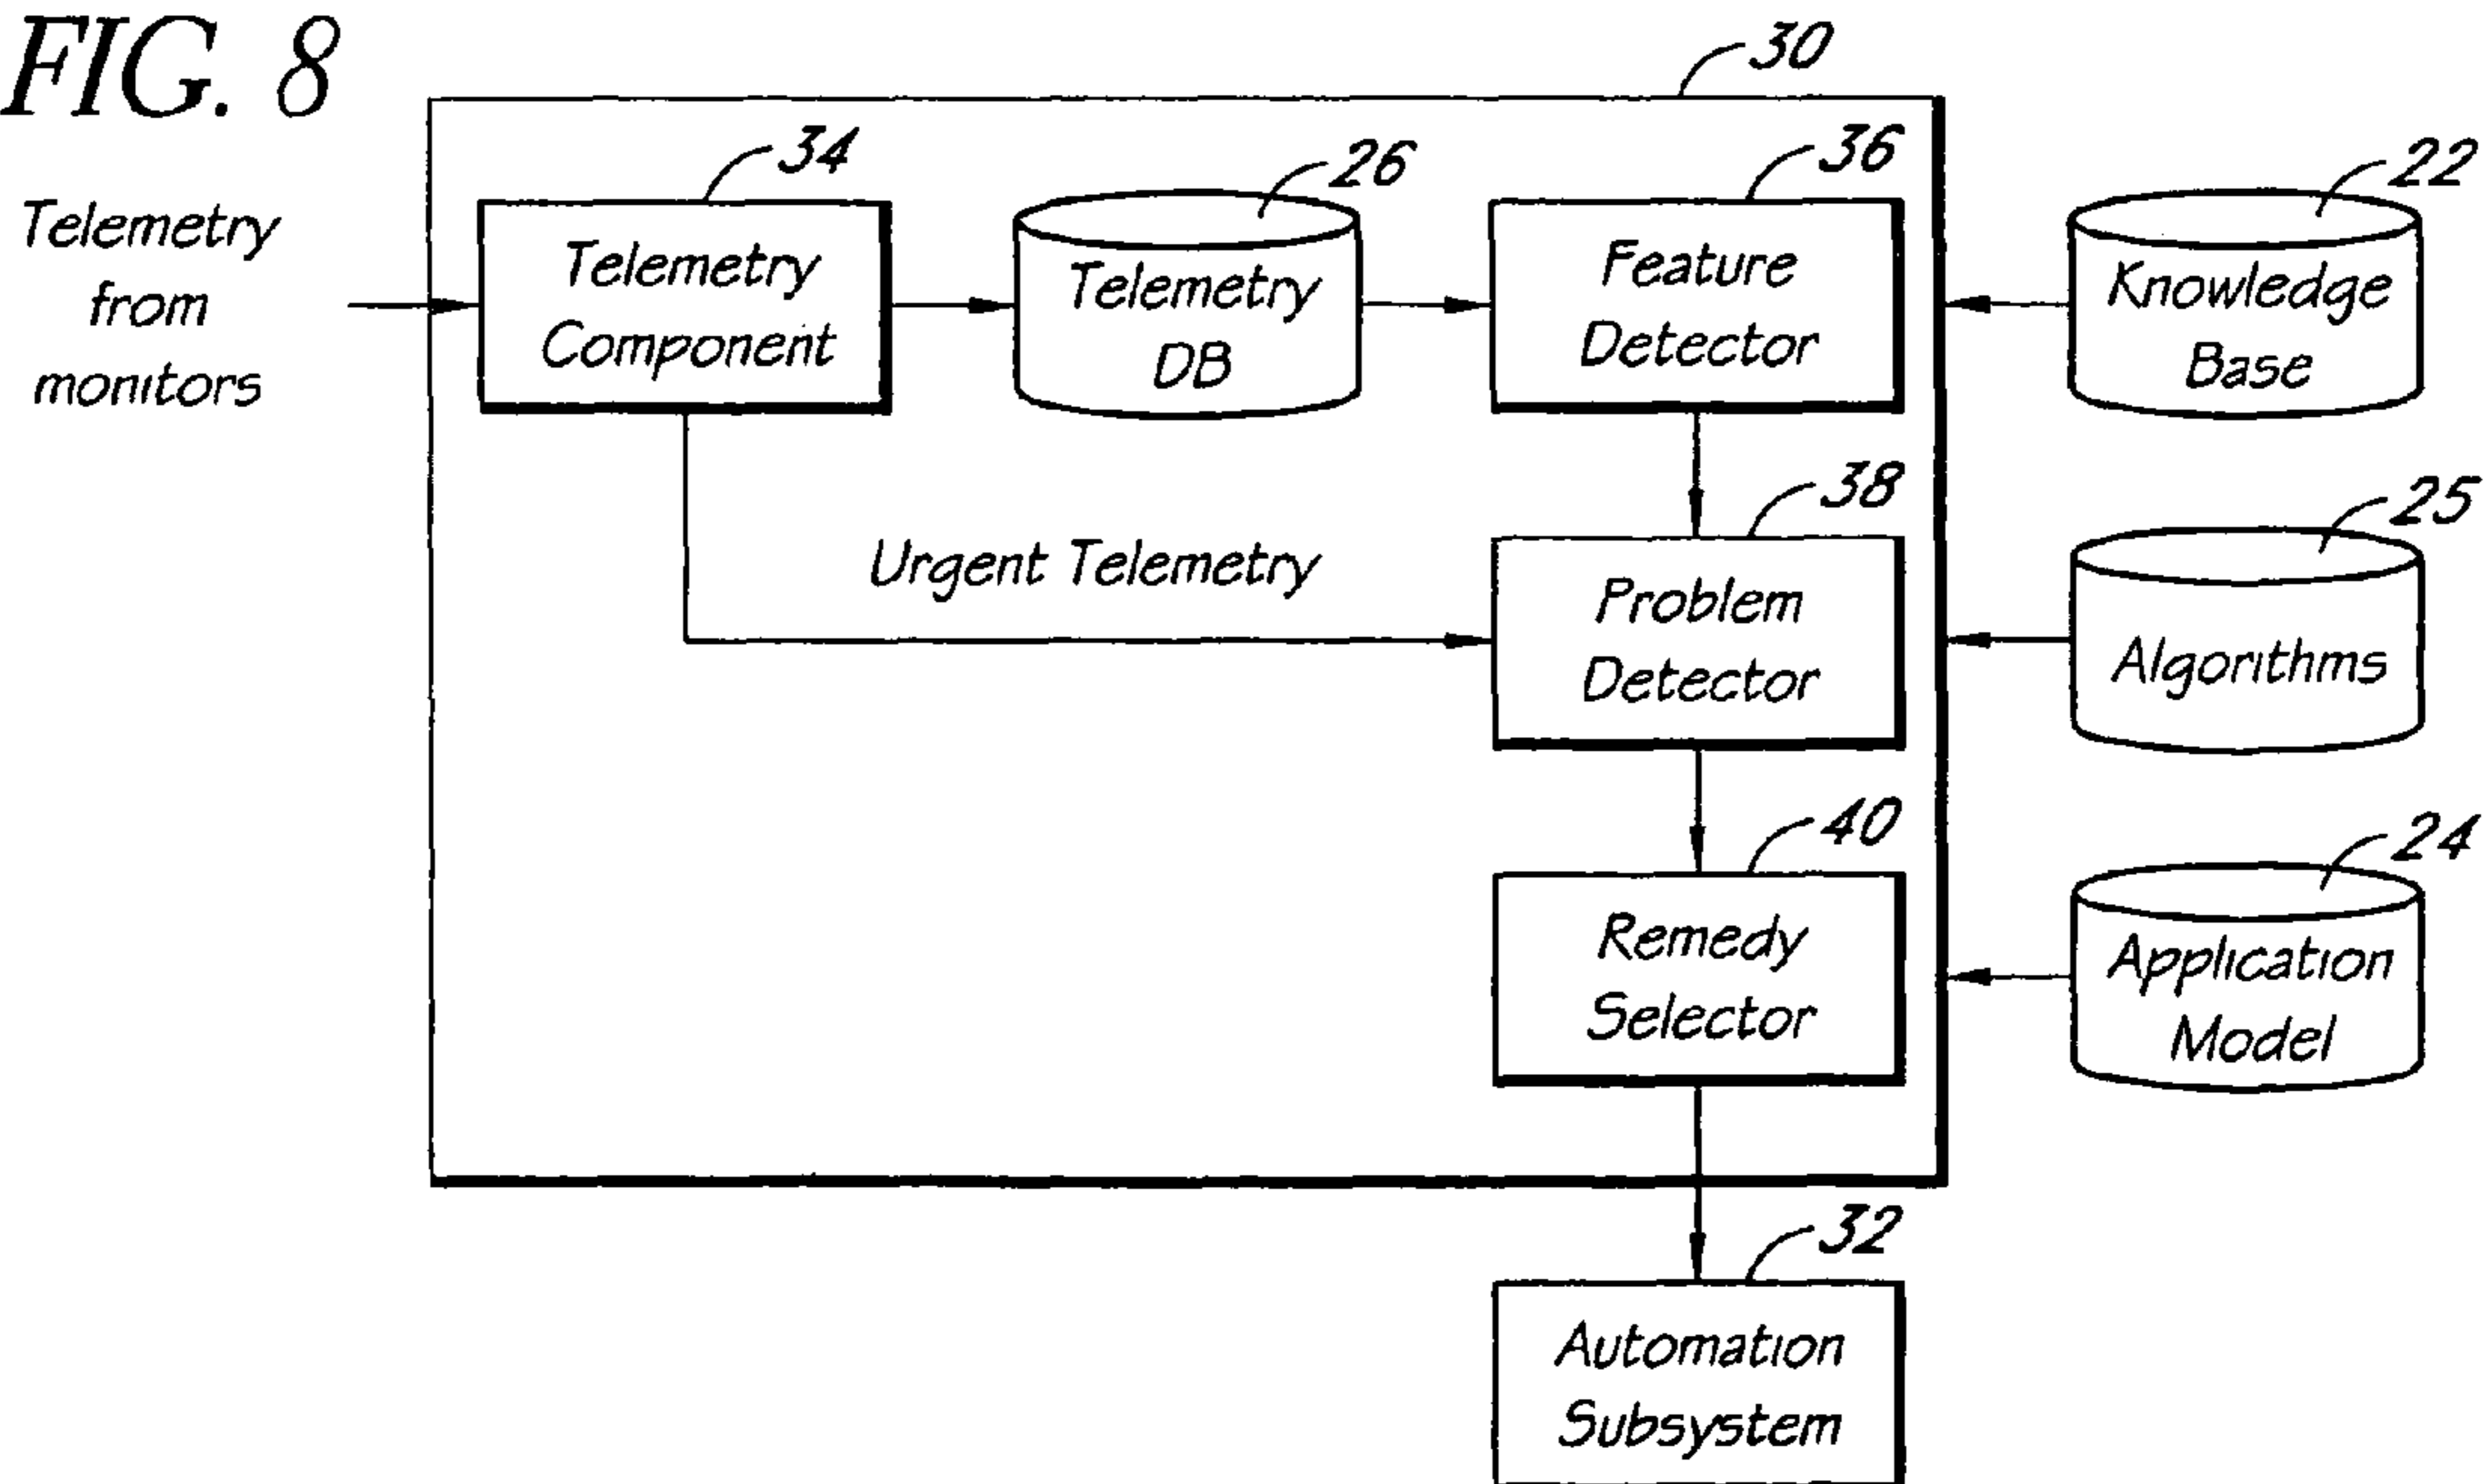 FIG. 8
30
34
26
36
22
Telemetry
from
monitors
Telemetry
Component
Telemetry
DB
Feature
Detector
Knowledge
Base
38
25
Urgent Telemetry
Problem
Detector
Algorithms
40
24
Remedy
Selector
Application
Model
32
Automation
Subsystem